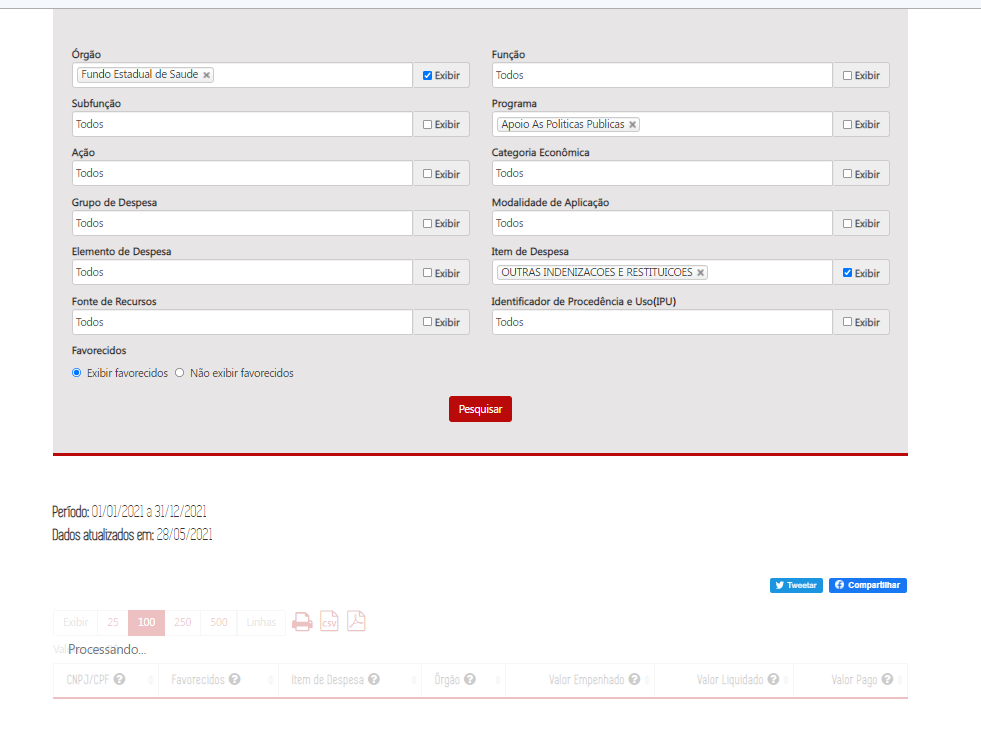 Órgão Função
Fundo Estadual de Saude × Exibir Todos Exibir
Subfunção Programa
Todos Exibir Apoio As Politicas Publicas × Exibir
Ação Categoria Econômica
Todos Exibir Todos Exibir
Grupo de Despesa Modalidade de Aplicação
Todos Exibir Todos Exibir
Elemento de Despesa Item de Despesa
Todos Exibir OUTRAS INDENIZACOES E RESTITUICOES × Exibir
Fonte de Recursos Identificador de Procedência e Uso(IPU)
Todos Exibir Todos Exibir
Favorecidos
Exibir favorecidos Não exibir favorecidos
Pesquisar
Período: 01/01/2021 a 31/12/2021
Dados atualizados em: 28/05/2021
Tweetar Compartilhar
Exibir 25 100 250 500 Linhas CSV
Processando...
CNPJ/CPF ? Favorecidos ? Item de Despesa ? Órgão ? Valor Empenhado ? Valor Liquidado ? Valor Pago ?